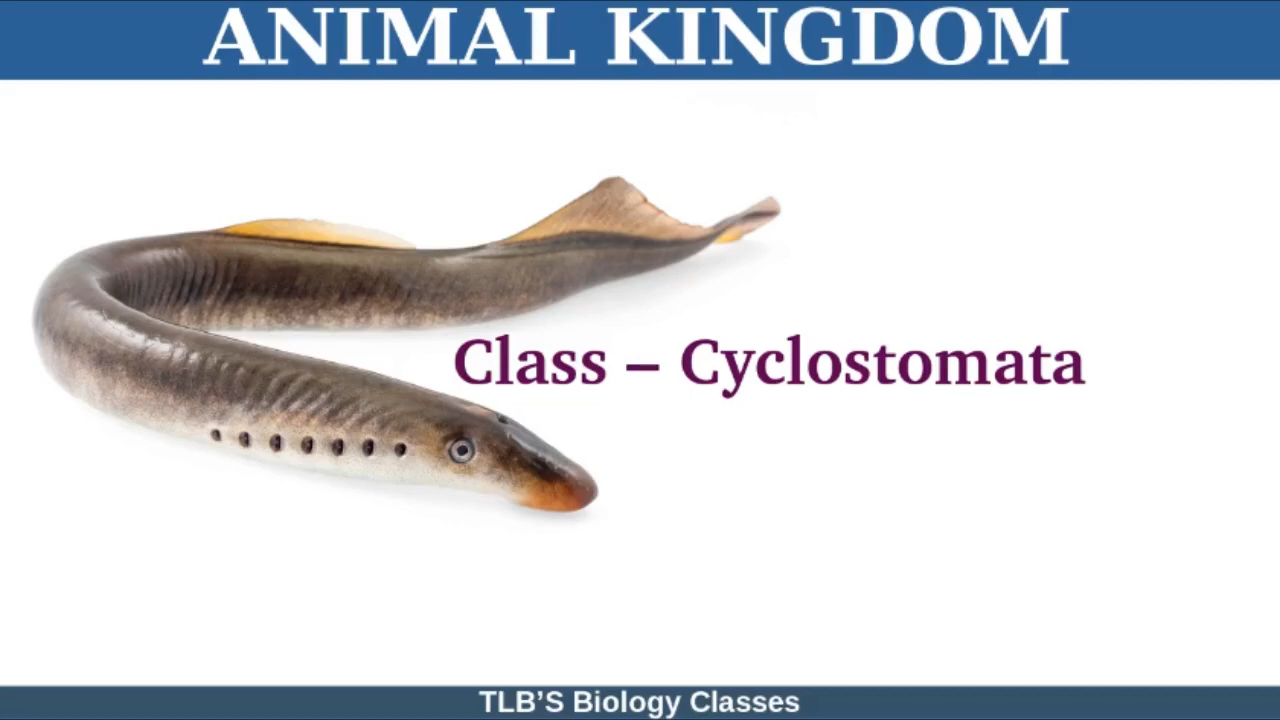 ANIMAL KINGDOM
Class – Cyclostomata
TLB’S Biology Classes